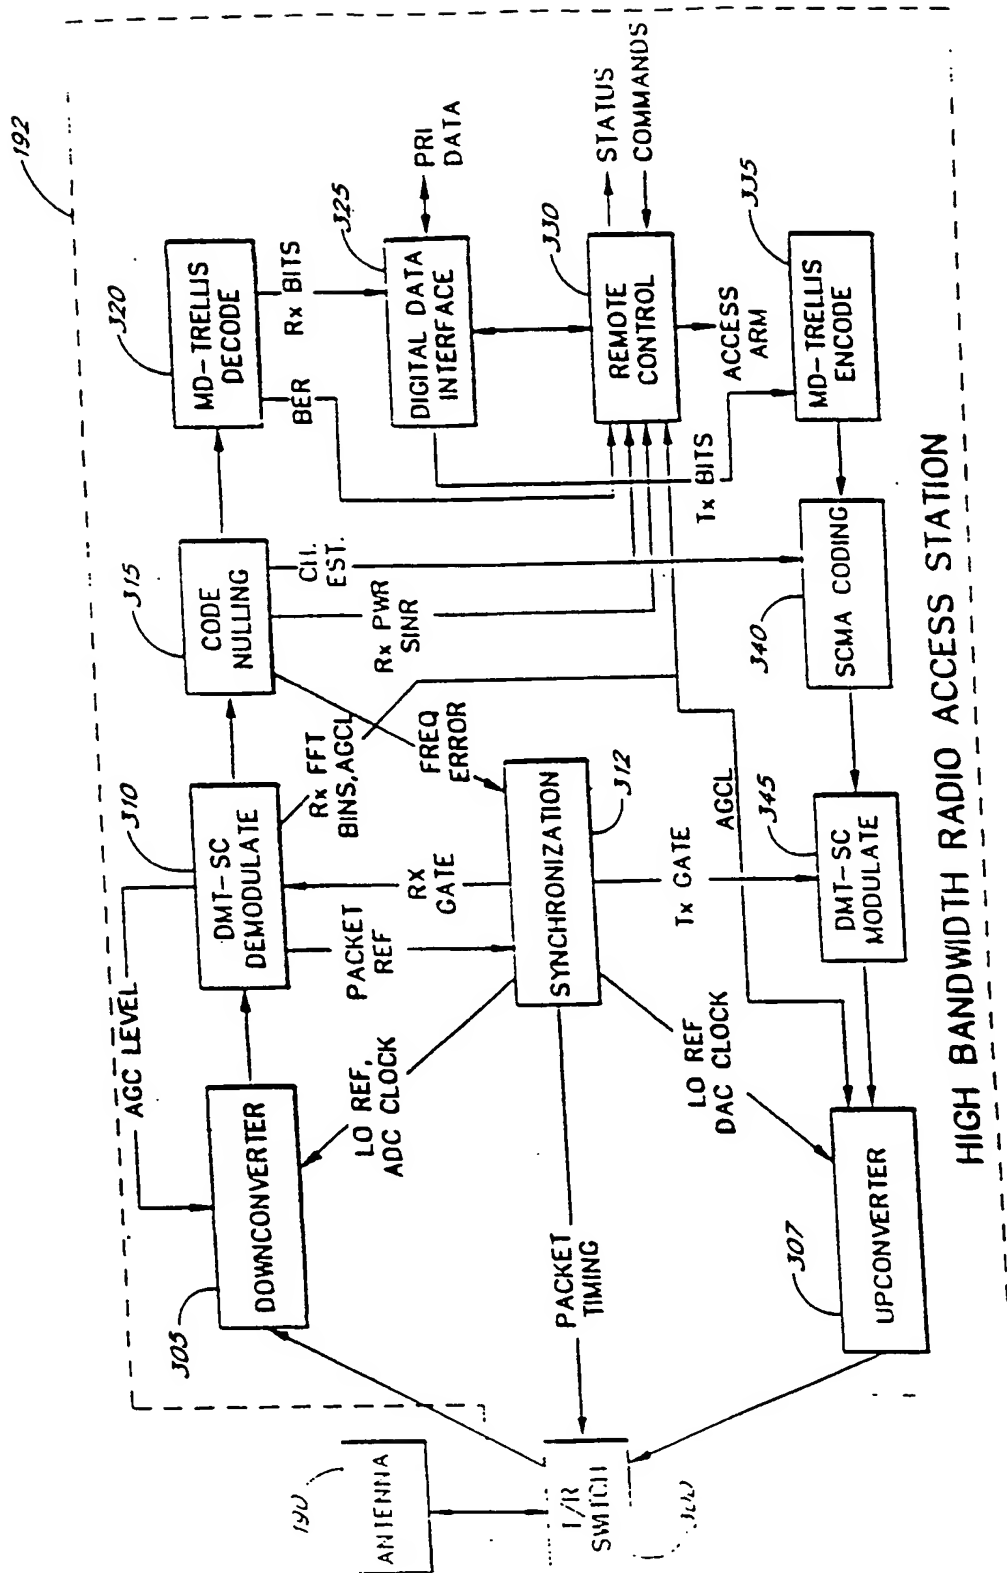 192
AGC LEVEL
305
DOWNCONVERTER
310
DMT-SC
DEMODULATE
315
CODE
NULLING
320
MD-TRELLIS
DECODE
BER
Rx BITS
325
DIGITAL DATA
INTERFACE
PRI
DATA
330
REMOTE
CONTROL
STATUS
COMMANDS
ACCESS
ARM
335
MD-TRELLIS
ENCODE
Tx BITS
CH.
EST.
Rx PWR
SINR
FREQ
ERROR
Rx FFT
BINS,AGCL
RX
GATE
PACKET
REF
312
SYNCHRONIZATION
LO REF,
ADC CLOCK
LO REF
DAC CLOCK
PACKET
TIMING
Tx GATE
AGCL
340
SCMA CODING
345
DMT-SC
MODULATE
307
UPCONVERTER
190
ANTENNA
T/R
SWITCH
300
HIGH BANDWIDTH RADIO ACCESS STATION